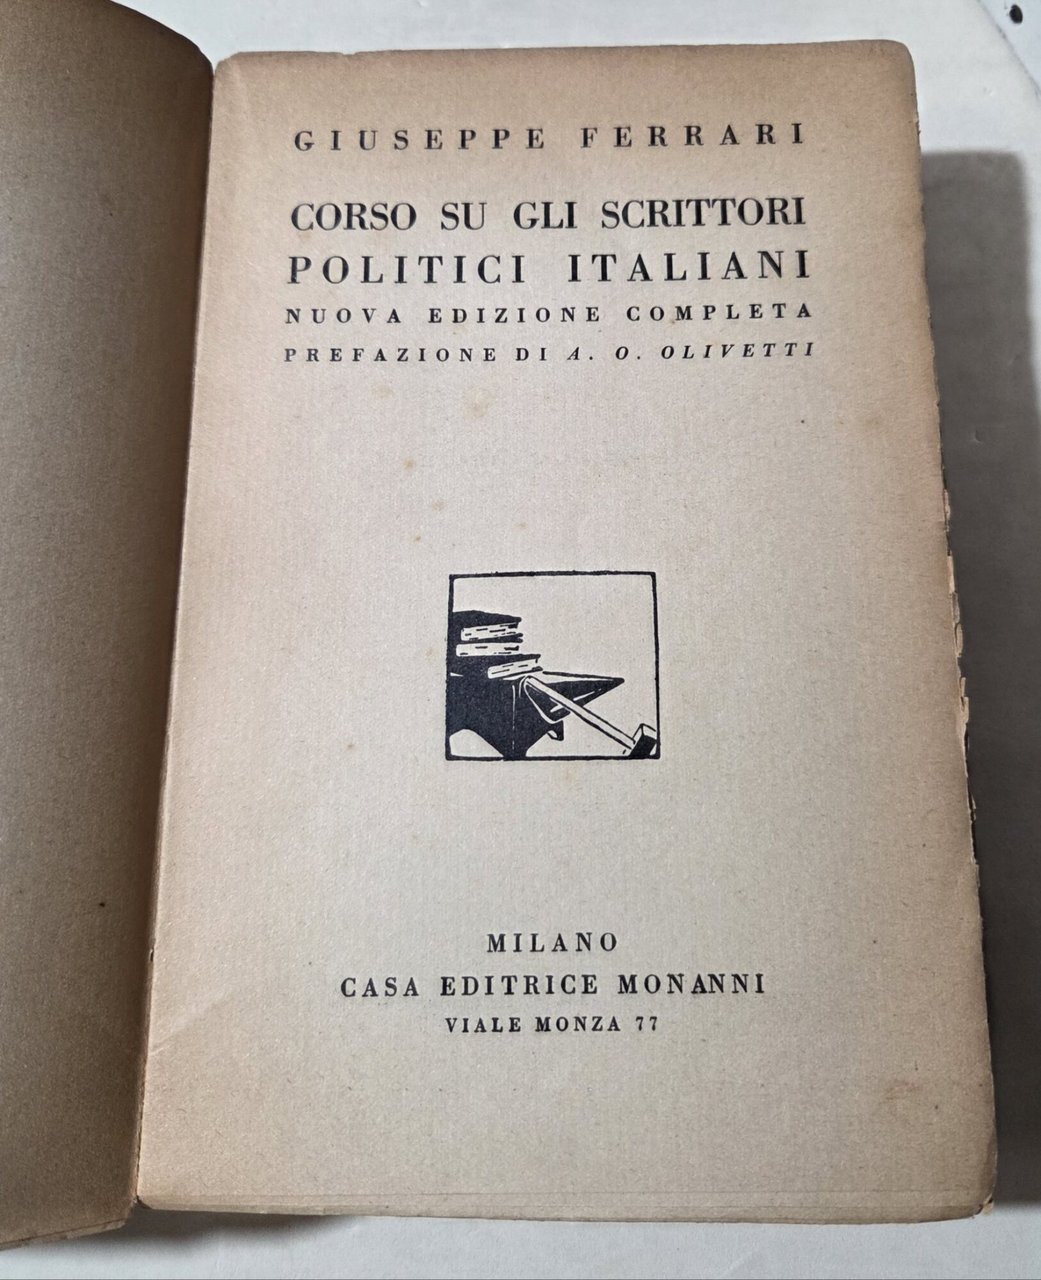 GIUSEPPE FERRARI
CORSO SU GLI SCRITTORI
POLITICI ITALIANI
NUOVA EDIZIONE COMPLETA
PREFAZIONE DI A. O. OLIVETTI
MILANO
CASA EDITRICE MONANNI
VIALE MONZA 77